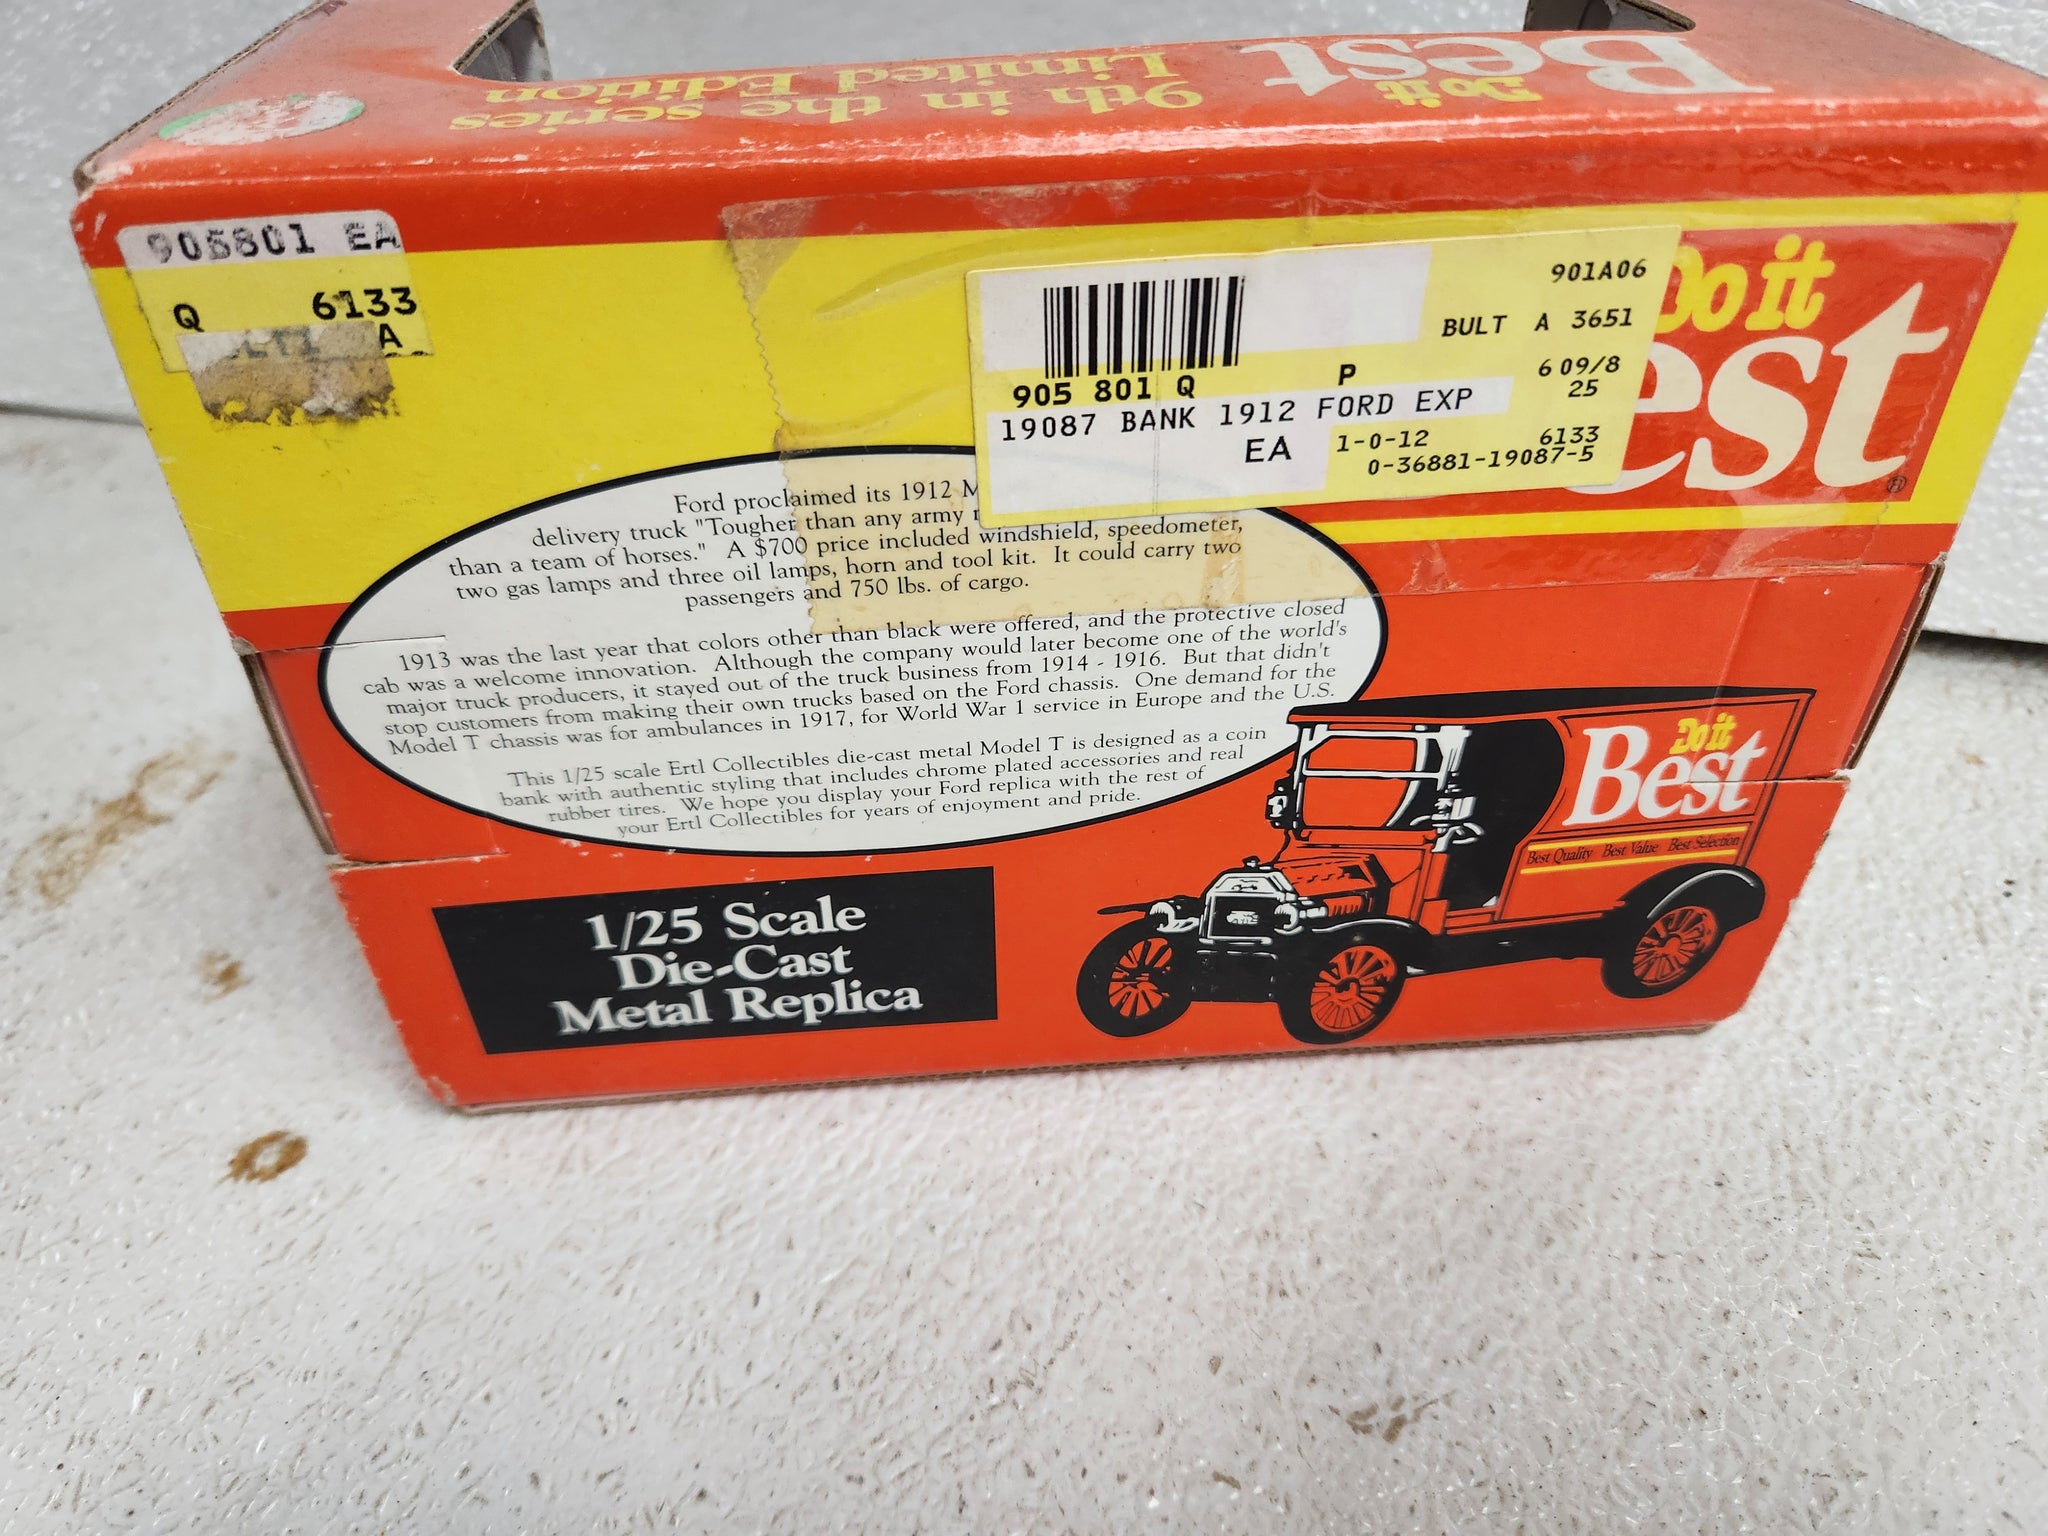 Do it
Best
9th in the series
Limited Edition
905801 EA
Q 6133
A
901A06
BULT A 3651
905 801 Q P 6 09/8
25
19087 BANK 1912 FORD EXP
EA 1-0-12 6133
0-36881-19087-5
Do it
est
®
Ford proclaimed its 1912 M
delivery truck "Tougher than any army
than a team of horses." A $700 price included windshield, speedometer,
two gas lamps and three oil lamps, horn and tool kit. It could carry two
passengers and 750 lbs. of cargo.
1913 was the last year that colors other than black were offered, and the protective closed
cab was a welcome innovation. Although the company would later become one of the world's
major truck producers, it stayed out of the truck business from 1914 - 1916. But that didn't
stop customers from making their own trucks based on the Ford chassis. One demand for the
Model T chassis was for ambulances in 1917, for World War 1 service in Europe and the U.S.
This 1/25 scale Ertl Collectibles die-cast metal Model T is designed as a coin
bank with authentic styling that includes chrome plated accessories and real
rubber tires. We hope you display your Ford replica with the rest of
your Ertl Collectibles for years of enjoyment and pride.
1/25 Scale
Die-Cast
Metal Replica
Do it
Best
Best Quality Best Value Best Selection